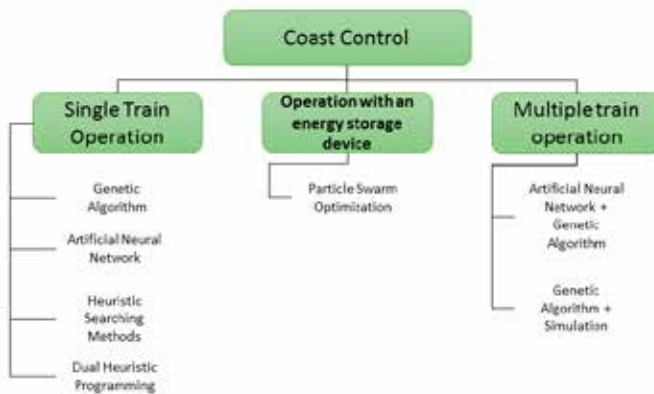 Coast Control
Single Train
Operation
Genetic
Algorithm
Artificial Neural
Network
Heuristic
Searching
Methods
Dual Heuristic
Programming
Operation with an
energy storage
device
Particle Swarm
Optimization
Multiple train
operation
Artificial Neural
Network +
Genetic
Algorithm
Genetic
Algorithm +
Simulation